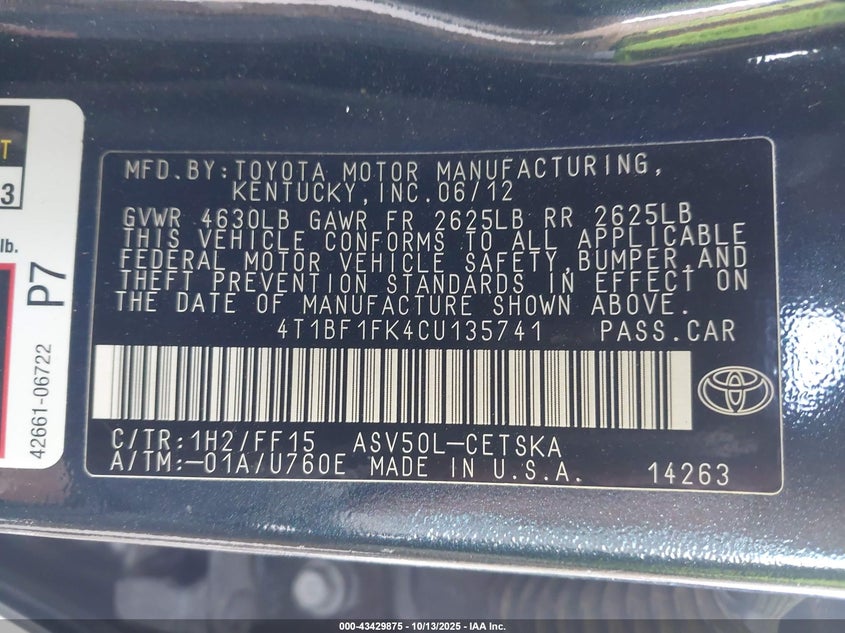 T
3
lb.
P7
42661-06722
MFD.BY:TOYOTA MOTOR MANUFACTURING,
KENTUCKY,INC.06/12
GVWR 4630LB GAWR FR 2625LB RR 2625LB
THIS VEHICLE CONFORMS TO ALL APPLICABLE
FEDERAL MOTOR VEHICLE SAFETY,BUMPER,AND
THEFT PREVENTION STANDARDS IN EFFECT ON
THE DATE OF MANUFACTURE SHOWN ABOVE.
4T1BF1FK4CU135741 PASS.CAR
C/TR:1H2/FF15 ASV50L-CETSKA
A/TM:-01A/U760E MADE IN U.S.A. 14263
000-43429875 | 10/13/2025 - IAA Inc.